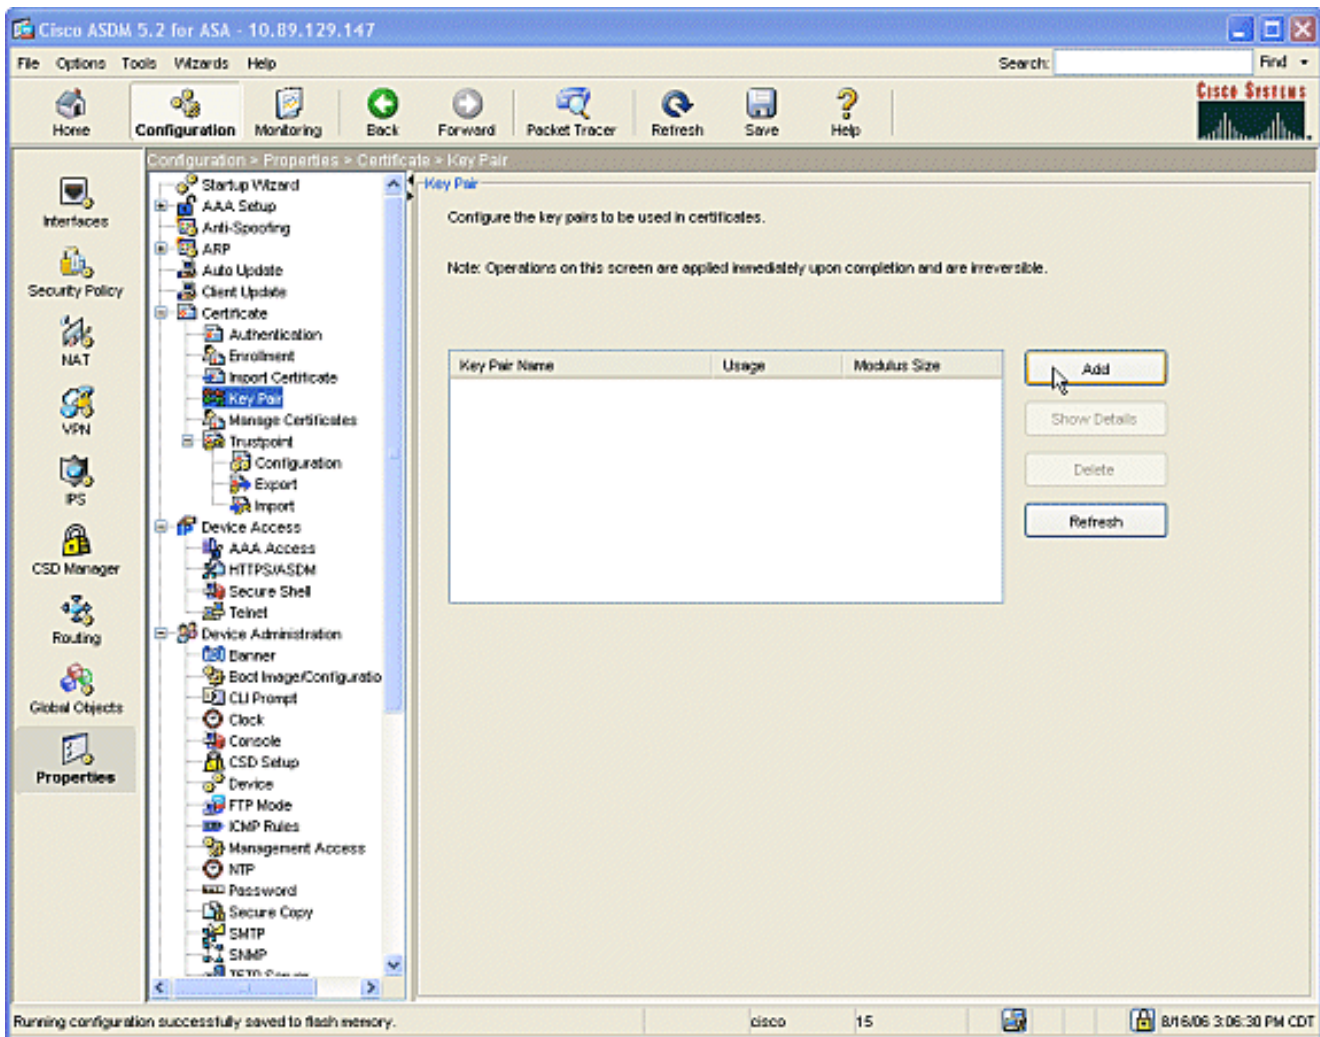 Cisco ASDM 5.2 for ASA - 10.89.129.147
File Options Tools Wizards Help Search: Find
Home Configuration Monitoring Back Forward Packet Tracer Refresh Save Help
CISCO SYSTEMS
Configuration > Properties > Certificate > Key Pair
Interfaces
Security Policy
NAT
VPN
IPS
CSD Manager
Routing
Global Objects
Properties
Startup Wizard
AAA Setup
Anti-Spoofing
ARP
Auto Update
Client Update
Certificate
Authentication
Enrollment
Import Certificate
Key Pair
Manage Certificates
Trustpoint
Configuration
Export
Import
Device Access
AAA Access
HTTPS/ASDM
Secure Shell
Telnet
Device Administration
Banner
Boot Image/Configuratio
CLI Prompt
Clock
Console
CSD Setup
Device
FTP Mode
ICMP Rules
Management Access
NTP
Password
Secure Copy
SMTP
SNMP
TFTP Server
Key Pair
Configure the key pairs to be used in certificates.
Note: Operations on this screen are applied immediately upon completion and are irreversible.
Key Pair Name Usage Modulus Size
Add
Show Details
Delete
Refresh
Running configuration successfully saved to flash memory. cisco 15 8/16/06 3:06:30 PM CDT